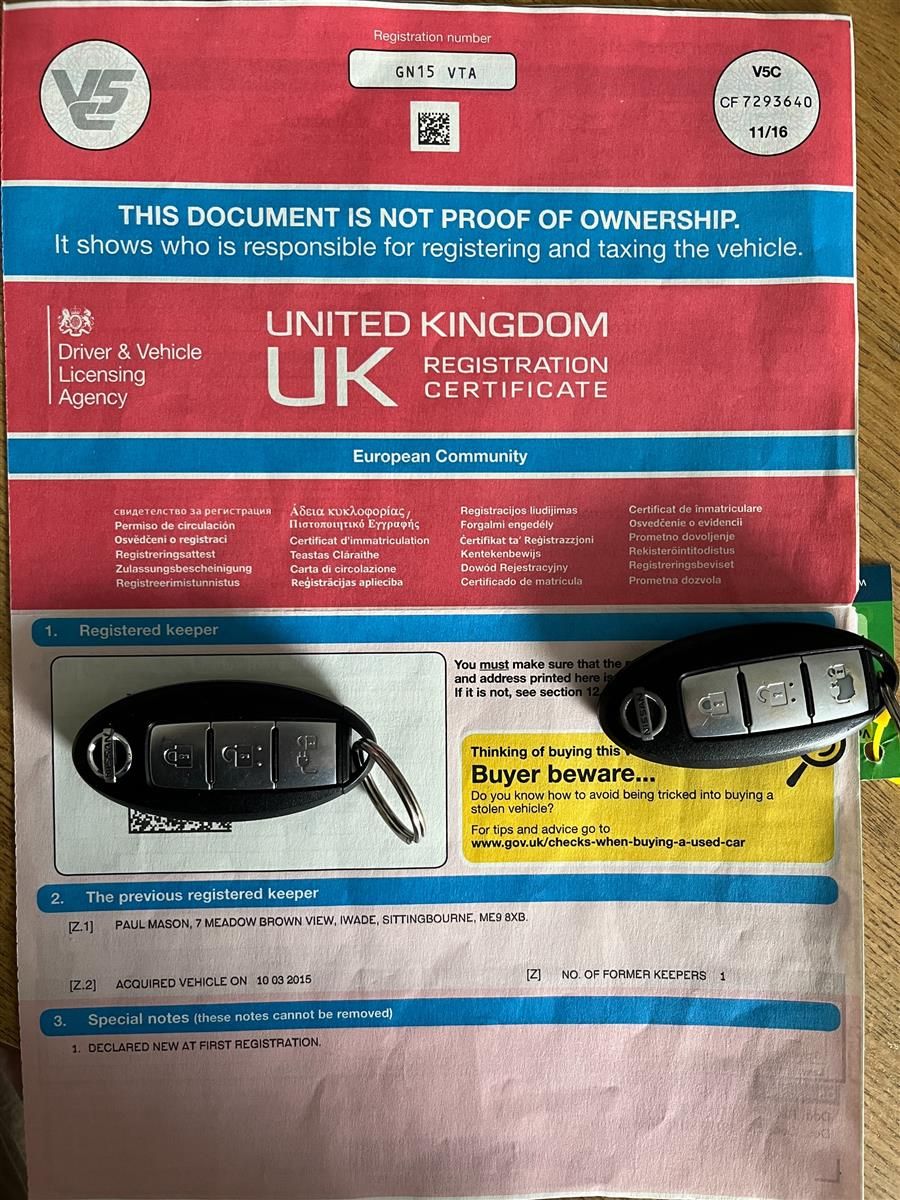 Registration number
GN15 VTA
V5C
V5C
CF 7293640
11/16
THIS DOCUMENT IS NOT PROOF OF OWNERSHIP.
It shows who is responsible for registering and taxing the vehicle.
Driver & Vehicle
Licensing
Agency
UNITED KINGDOM
UK
REGISTRATION
CERTIFICATE
European Community
свидетелство за регистрация
Permiso de circulación
Osvědčení o registraci
Registreringsattest
Zulassungsbescheinigung
Registreerimistunnistus
Άδεια κυκλοφορίας /
Πιστοποιητικό Εγγραφής
Certificat d'immatriculation
Teastas Cláraithe
Carta di circolazione
Reģistrācijas apliecība
Registracijos liudijimas
Forgalmi engedély
Ċertifikat ta' Reġistrazzjoni
Kentekenbewijs
Dowód Rejestracyjny
Certificado de matrícula
Certificat de înmatriculare
Osvedčenie o evidencii
Prometno dovoljenje
Rekisteröintitodistus
Registreringsbeviset
Prometna dozvola
1. Registered keeper
You must make sure that the
and address printed here is
If it is not, see section 12
NISSAN
NISSAN
Thinking of buying this
Buyer beware...
Do you know how to avoid being tricked into buying a
stolen vehicle?
For tips and advice go to
www.gov.uk/checks-when-buying-a-used-car
2. The previous registered keeper
[Z.1] PAUL MASON, 7 MEADOW BROWN VIEW, IWADE, SITTINGBOURNE, ME9 8XB.
[Z.2] ACQUIRED VEHICLE ON 10 03 2015
[Z] NO. OF FORMER KEEPERS 1
3. Special notes (these notes cannot be removed)
1. DECLARED NEW AT FIRST REGISTRATION.